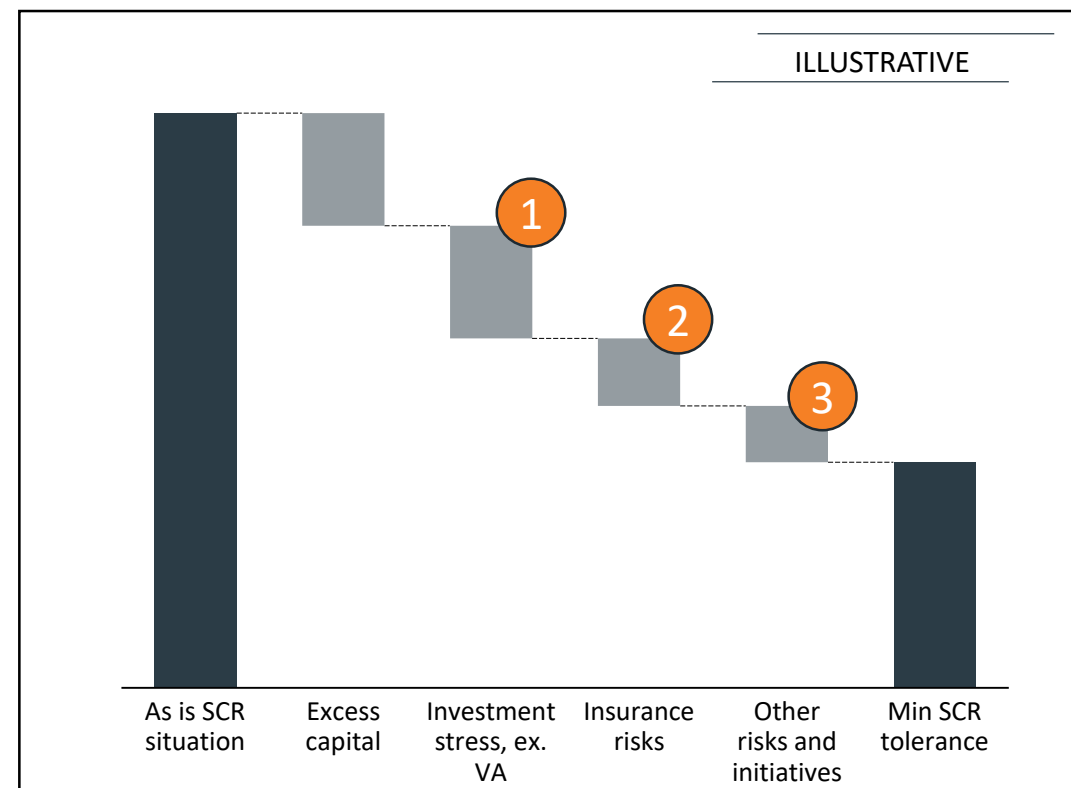 ILLUSTRATIVE
1
2
3
As is SCR
situation
Excess
capital
Investment
stress, ex.
VA
Insurance
risks
Other
risks and
initiatives
Min SCR
tolerance